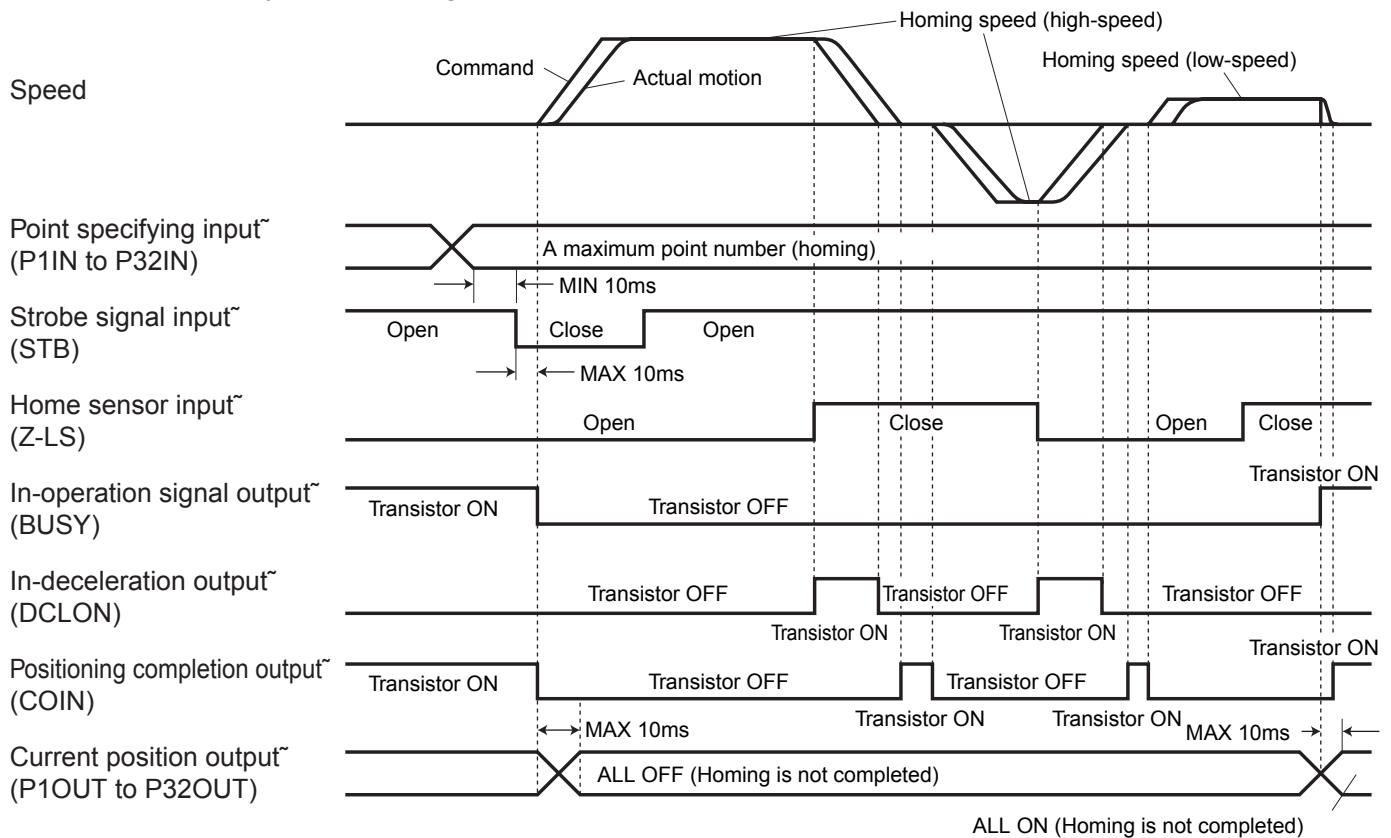 Homing speed (high-speed)
Homing speed (low-speed)
Command
Actual motion
Speed
Point specifying input˜
(P1IN to P32IN)
A maximum point number (homing)
MIN 10ms
Strobe signal input˜
(STB)
Open
Close
Open
MAX 10ms
Home sensor input˜
(Z-LS)
Open
Close
Open
Close
In-operation signal output˜
(BUSY)
Transistor ON
Transistor OFF
Transistor ON
In-deceleration output˜
(DCLON)
Transistor OFF
Transistor ON
Transistor OFF
Transistor ON
Transistor OFF
Positioning completion output˜
(COIN)
Transistor ON
Transistor OFF
Transistor ON
Transistor OFF
Transistor ON
Transistor ON
MAX 10ms
MAX 10ms
Current position output˜
(P1OUT to P32OUT)
ALL OFF (Homing is not completed)
ALL ON (Homing is not completed)